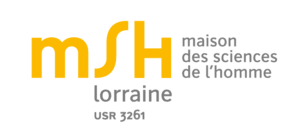 msh maison
des sciences
de l'homme
lorraine
USR 3261